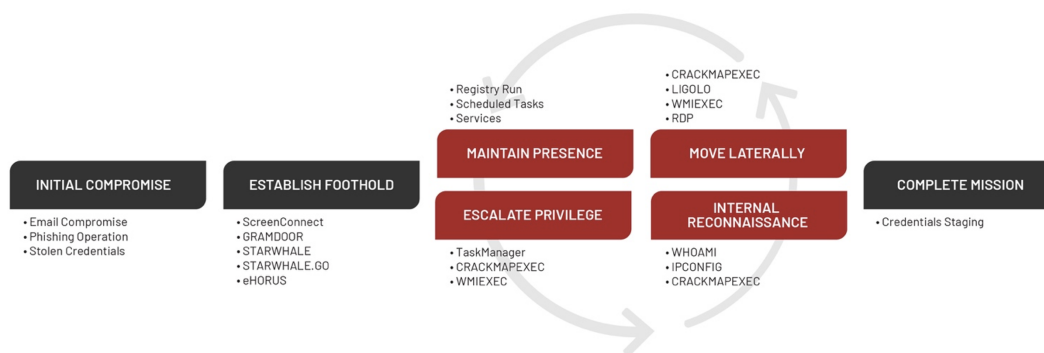 INITIAL COMPROMISE
• Email Compromise
• Phishing Operation
• Stolen Credentials
ESTABLISH FOOTHOLD
• ScreenConnect
• GRAMDOOR
• STARWHALE
• STARWHALE.GO
• eHORUS
• Registry Run
• Scheduled Tasks
• Services
MAINTAIN PRESENCE
ESCALATE PRIVILEGE
• TaskManager
• CRACKMAPEXEC
• WMIEXEC
• CRACKMAPEXEC
• LIGOLO
• WMIEXEC
• RDP
MOVE LATERALLY
INTERNAL
RECONNAISSANCE
• WHOAMI
• IPCONFIG
• CRACKMAPEXEC
COMPLETE MISSION
• Credentials Staging